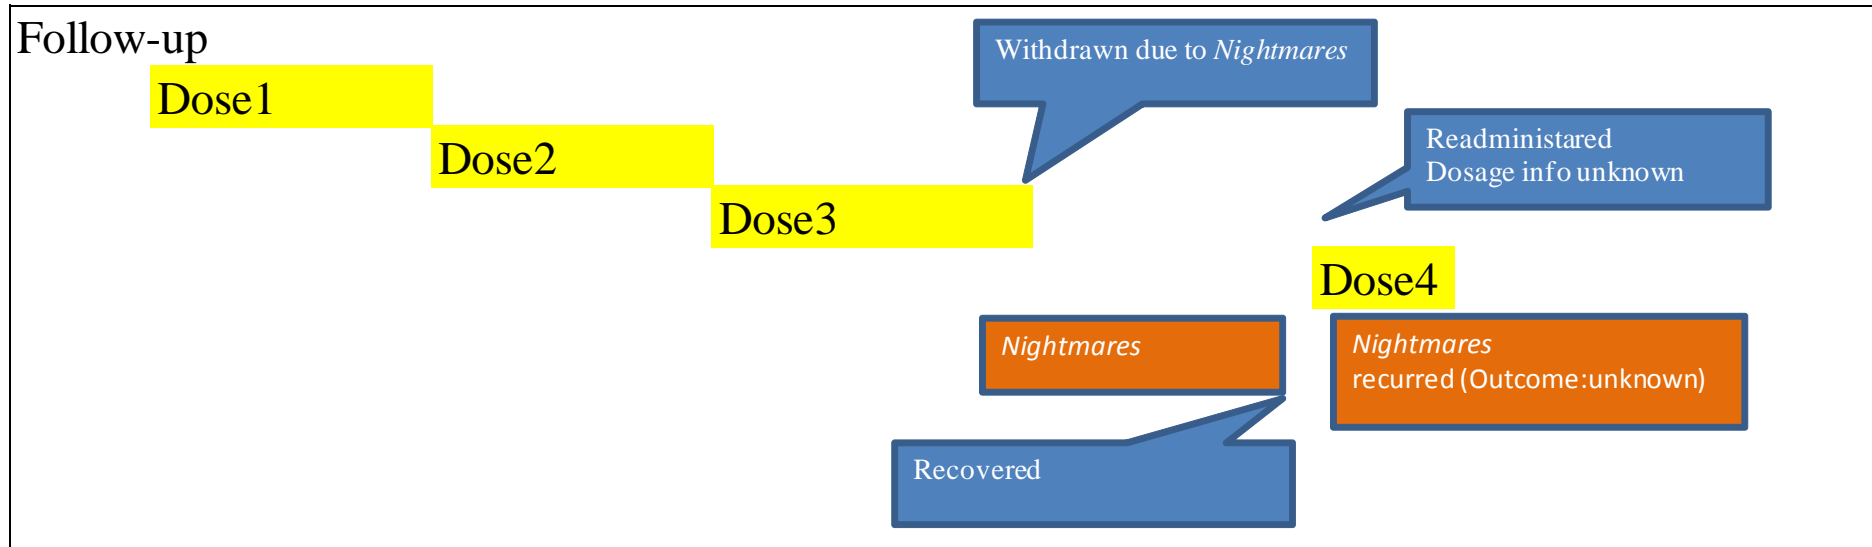 Follow-up
Withdrawn due to Nightmares
Dose1
Dose2
Readministared
Dosage info unknown
Dose3
Dose4
Nightmares
Nightmares
recurred (Outcome:unknown)
Recovered